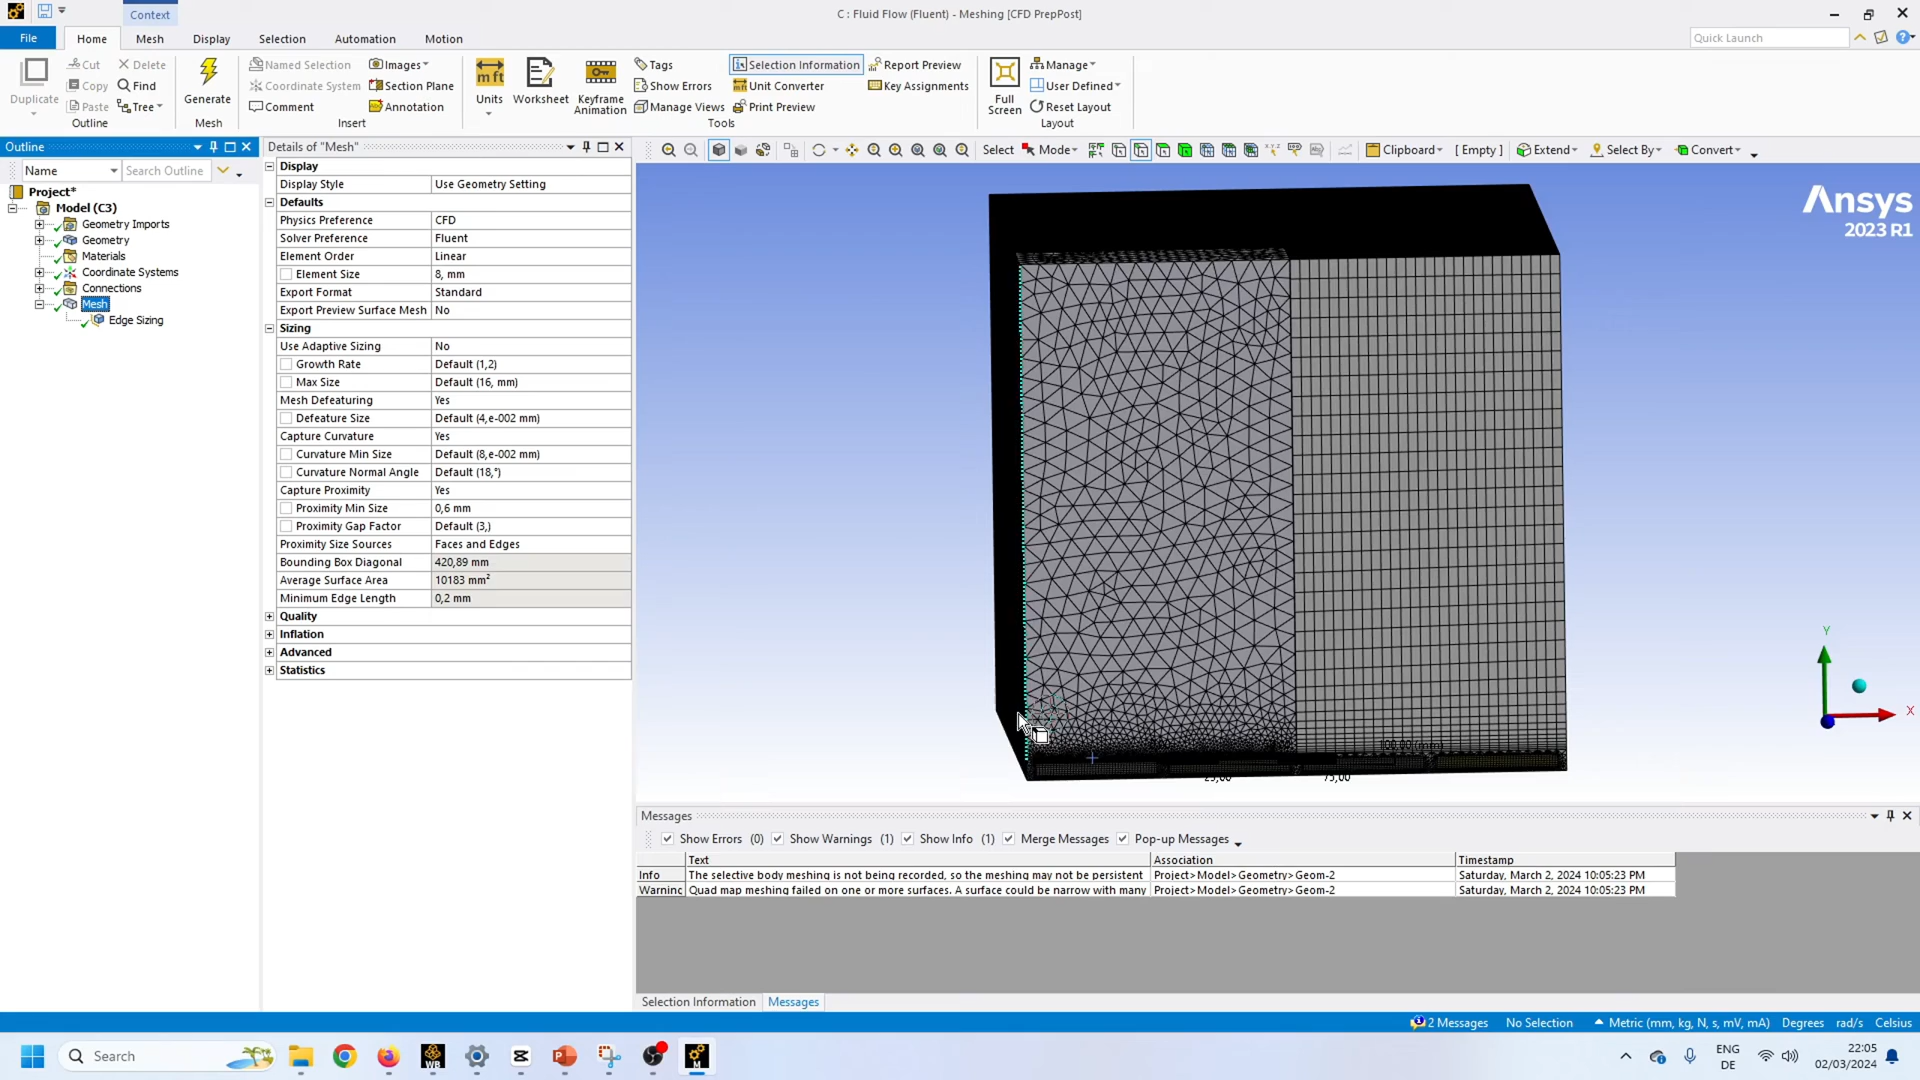 Context
C : Fluid Flow (Fluent) - Meshing [CFD PrepPost]
File Home Mesh Display Selection Automation Motion
Quick Launch
Duplicate
Cut
Copy
Paste
Delete
Find
Tree
Outline
Generate
Mesh
Named Selection
Coordinate System
Comment
Images
Section Plane
Annotation
Insert
Units
Worksheet
Keyframe
Animation
Tags
Show Errors
Manage Views
Selection Information
Unit Converter
Print Preview
Tools
Report Preview
Key Assignments
Full
Screen
Manage
User Defined
Reset Layout
Layout
Outline
Name
Search Outline
Project*
Model (C3)
Geometry Imports
Geometry
Materials
Coordinate Systems
Connections
Mesh
Edge Sizing
Details of "Mesh"
Display
Display Style Use Geometry Setting
Defaults
Physics Preference CFD
Solver Preference Fluent
Element Order Linear
Element Size 8, mm
Export Format Standard
Export Preview Surface Mesh No
Sizing
Use Adaptive Sizing No
Growth Rate Default (1,2)
Max Size Default (16, mm)
Mesh Defeaturing Yes
Defeature Size Default (4,e-002 mm)
Capture Curvature Yes
Curvature Min Size Default (8,e-002 mm)
Curvature Normal Angle Default (18,°)
Capture Proximity Yes
Proximity Min Size 0,6 mm
Proximity Gap Factor Default (3,)
Proximity Size Sources Faces and Edges
Bounding Box Diagonal 420,89 mm
Average Surface Area 10183 mm²
Minimum Edge Length 0,2 mm
Quality
Inflation
Advanced
Statistics
Select Mode Clipboard [ Empty ] Extend Select By Convert
Ansys
2023 R1
Y
X
100,00 (mm)
25,00 75,00
Messages
Show Errors (0) Show Warnings (1) Show Info (1) Merge Messages Pop-up Messages
Text Association Timestamp
Info The selective body meshing is not being recorded, so the meshing may not be persistent Project>Model>Geometry>Geom-2 Saturday, March 2, 2024 10:05:23 PM
Warninc Quad map meshing failed on one or more surfaces. A surface could be narrow with many Project>Model>Geometry>Geom-2 Saturday, March 2, 2024 10:05:23 PM
Selection Information Messages
2 Messages No Selection Metric (mm, kg, N, s, mV, mA) Degrees rad/s Celsius
Search
WB
M
ENG
DE
22:05
02/03/2024